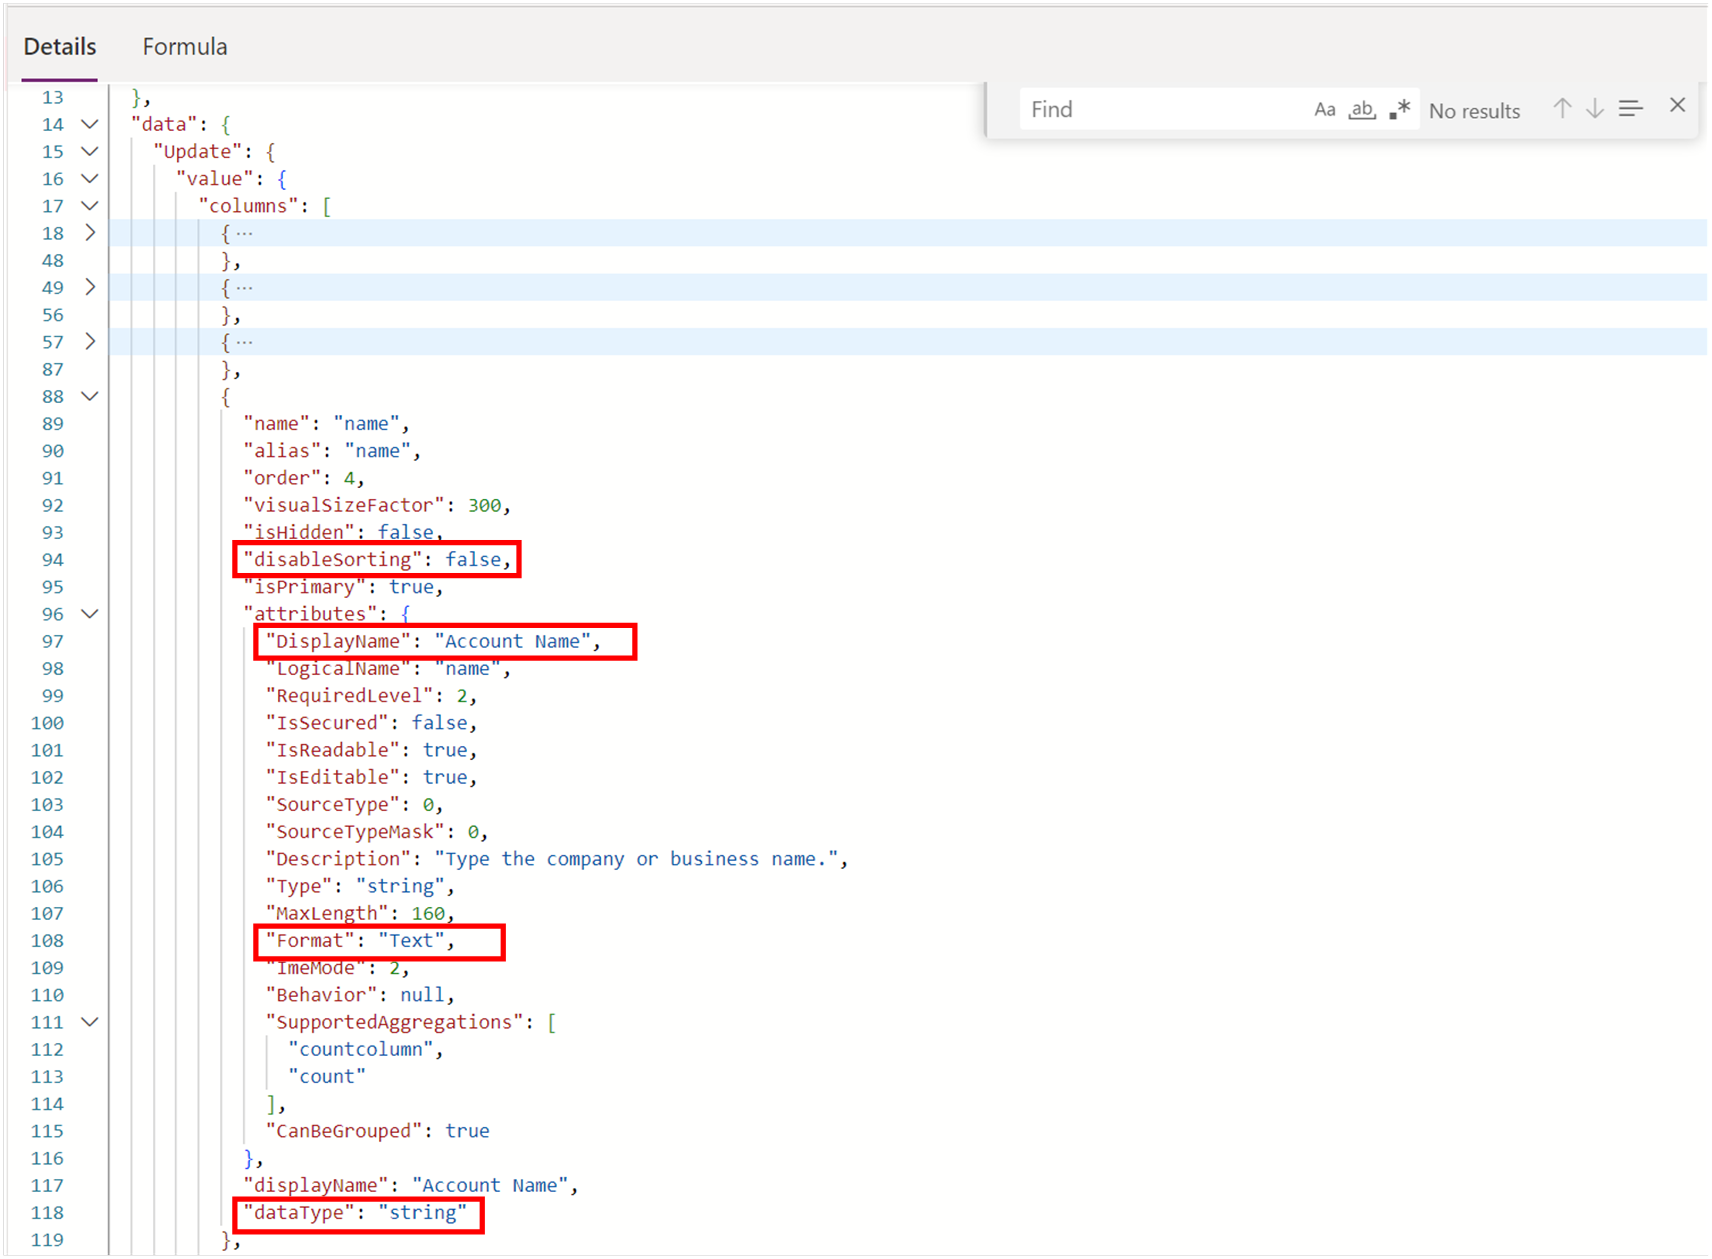 Details Formula
Find Aa ab .* No results
13 },
14 "data": {
15 "Update": {
16 "value": {
17 "columns": [
18 { ...
48 },
49 { ...
56 },
57 { ...
87 },
88 {
89 "name": "name",
90 "alias": "name",
91 "order": 4,
92 "visualSizeFactor": 300,
93 "isHidden": false,
94 "disableSorting": false,
95 "isPrimary": true,
96 "attributes": {
97 "DisplayName": "Account Name",
98 "LogicalName": "name",
99 "RequiredLevel": 2,
100 "IsSecured": false,
101 "IsReadable": true,
102 "IsEditable": true,
103 "SourceType": 0,
104 "SourceTypeMask": 0,
105 "Description": "Type the company or business name.",
106 "Type": "string",
107 "MaxLength": 160,
108 "Format": "Text",
109 "ImeMode": 2,
110 "Behavior": null,
111 "SupportedAggregations": [
112 "countcolumn",
113 "count"
114 ],
115 "CanBeGrouped": true
116 },
117 "displayName": "Account Name",
118 "dataType": "string"
119 },